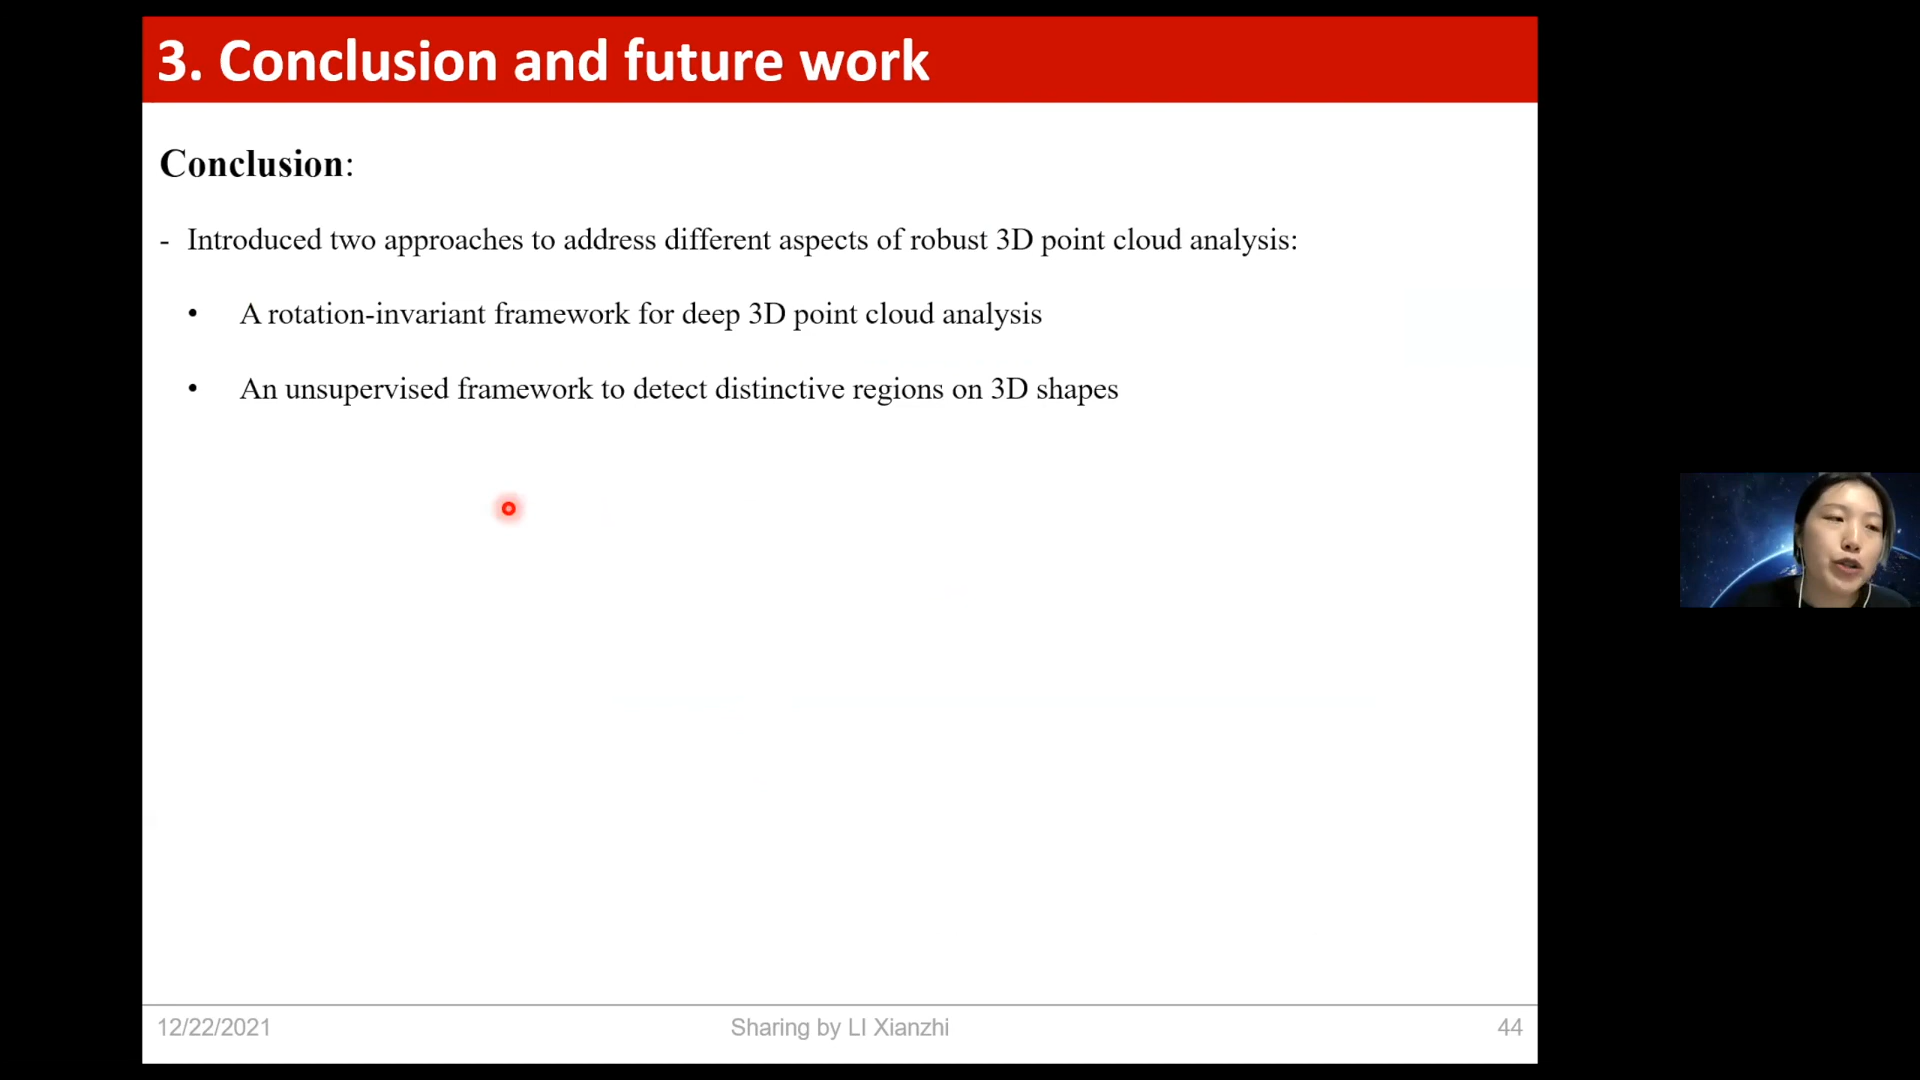 3. Conclusion and future work
Conclusion:
- Introduced two approaches to address different aspects of robust 3D point cloud analysis:
• A rotation-invariant framework for deep 3D point cloud analysis
• An unsupervised framework to detect distinctive regions on 3D shapes
12/22/2021
Sharing by LI Xianzhi
44